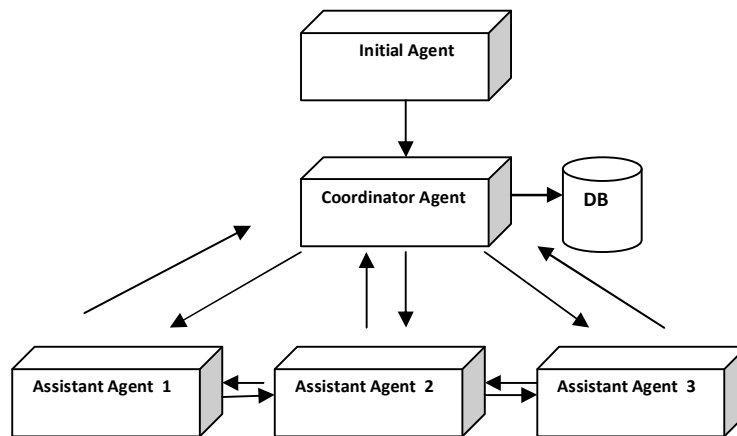 Initial Agent
Coordinator Agent
DB
Assistant Agent 1
Assistant Agent 2
Assistant Agent 3